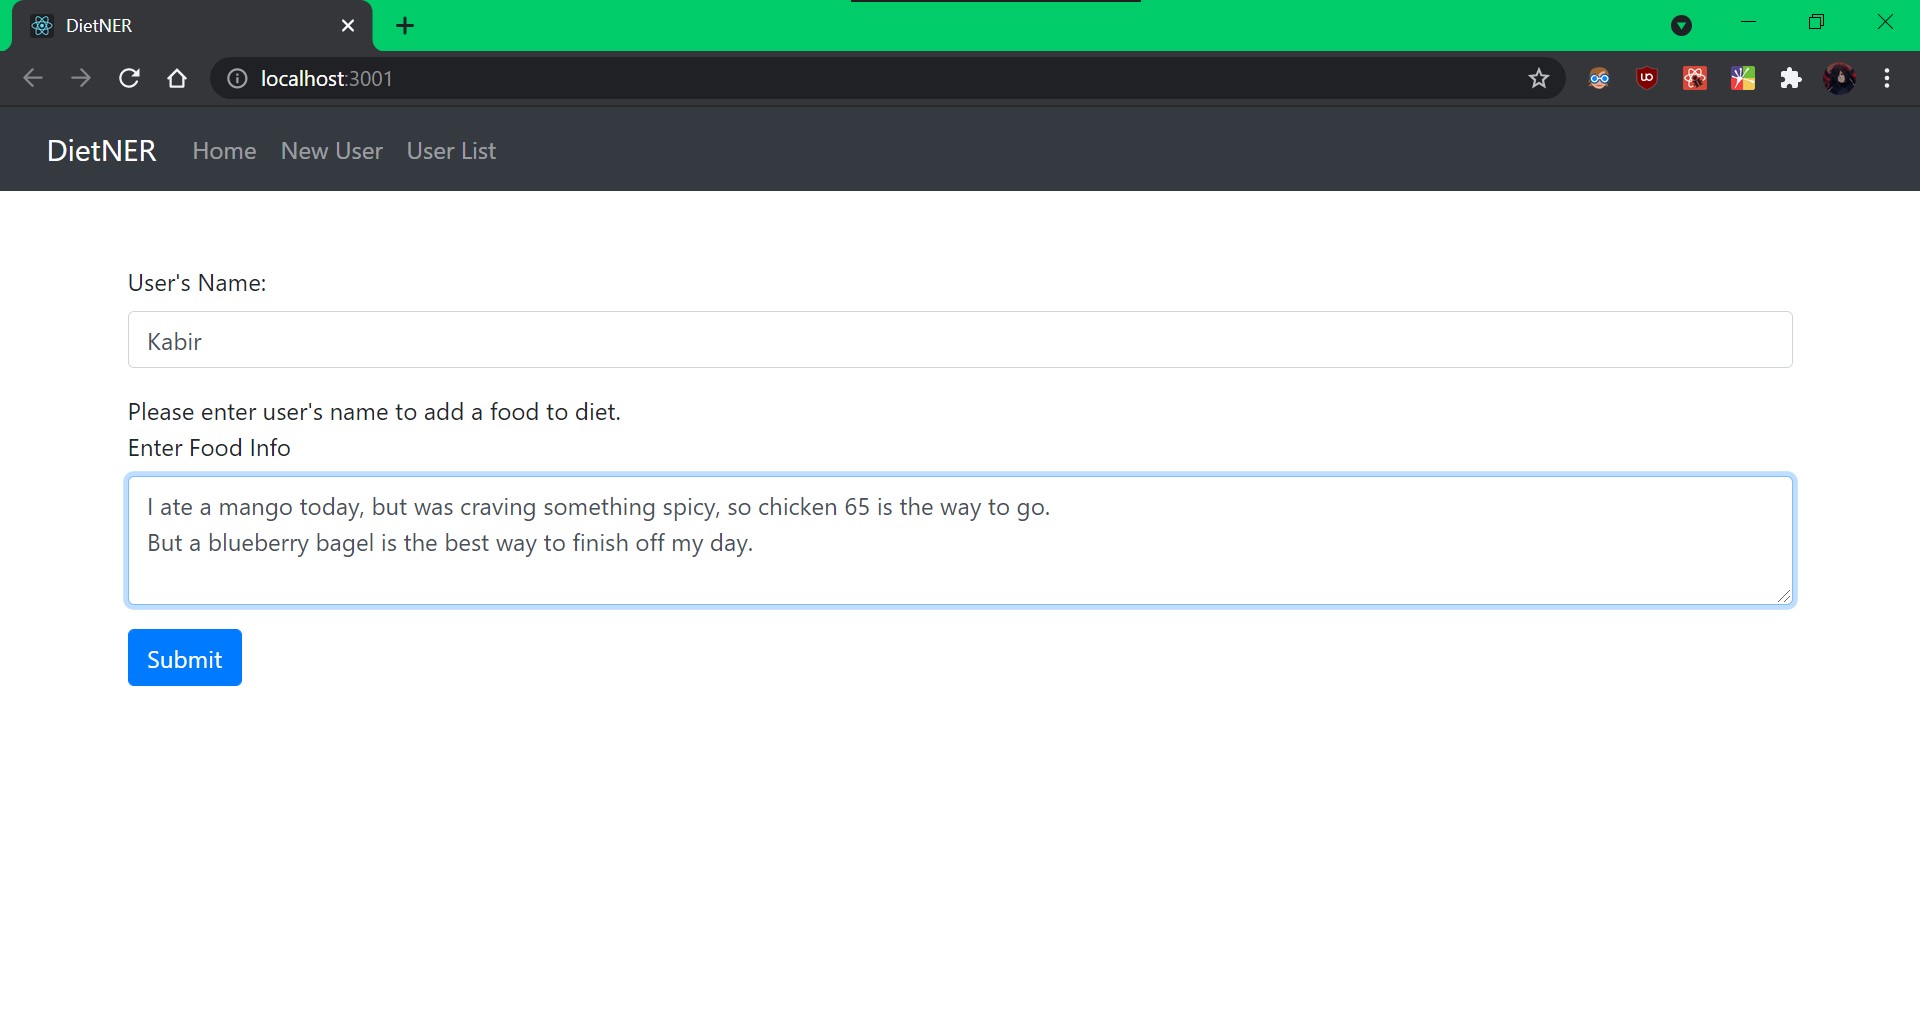 DietNER
localhost:3001
DietNER Home New User User List
User's Name:
Kabir
Please enter user's name to add a food to diet.
Enter Food Info
I ate a mango today, but was craving something spicy, so chicken 65 is the way to go.
But a blueberry bagel is the best way to finish off my day.
Submit